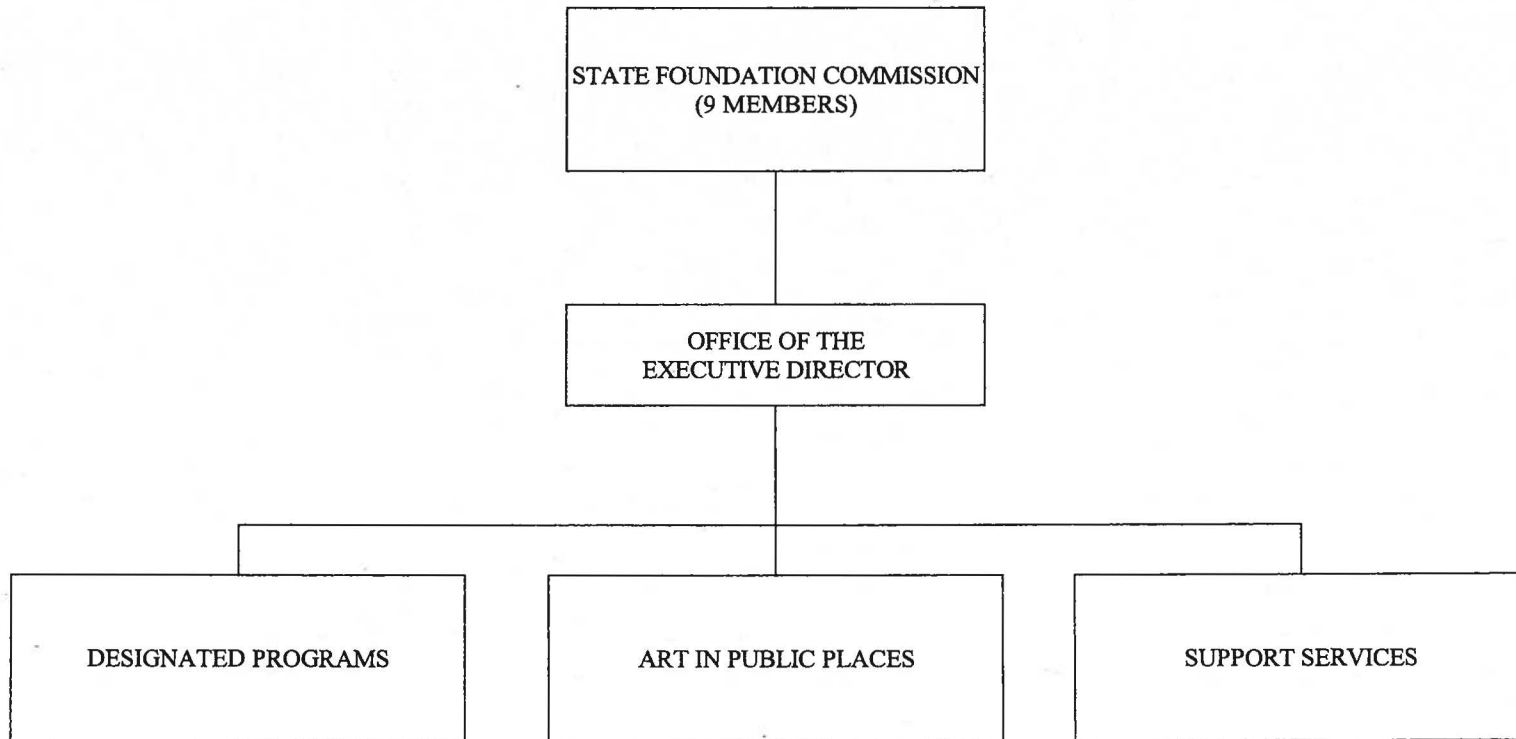 STATE FOUNDATION COMMISSION
(9 MEMBERS)
OFFICE OF THE
EXECUTIVE DIRECTOR
DESIGNATED PROGRAMS
ART IN PUBLIC PLACES
SUPPORT SERVICES